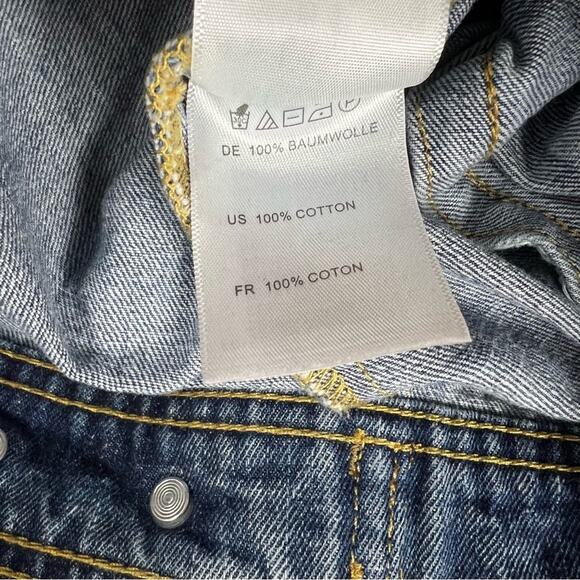 DE 100% BAUMWOLLE
US 100% COTTON
FR 100% COTON